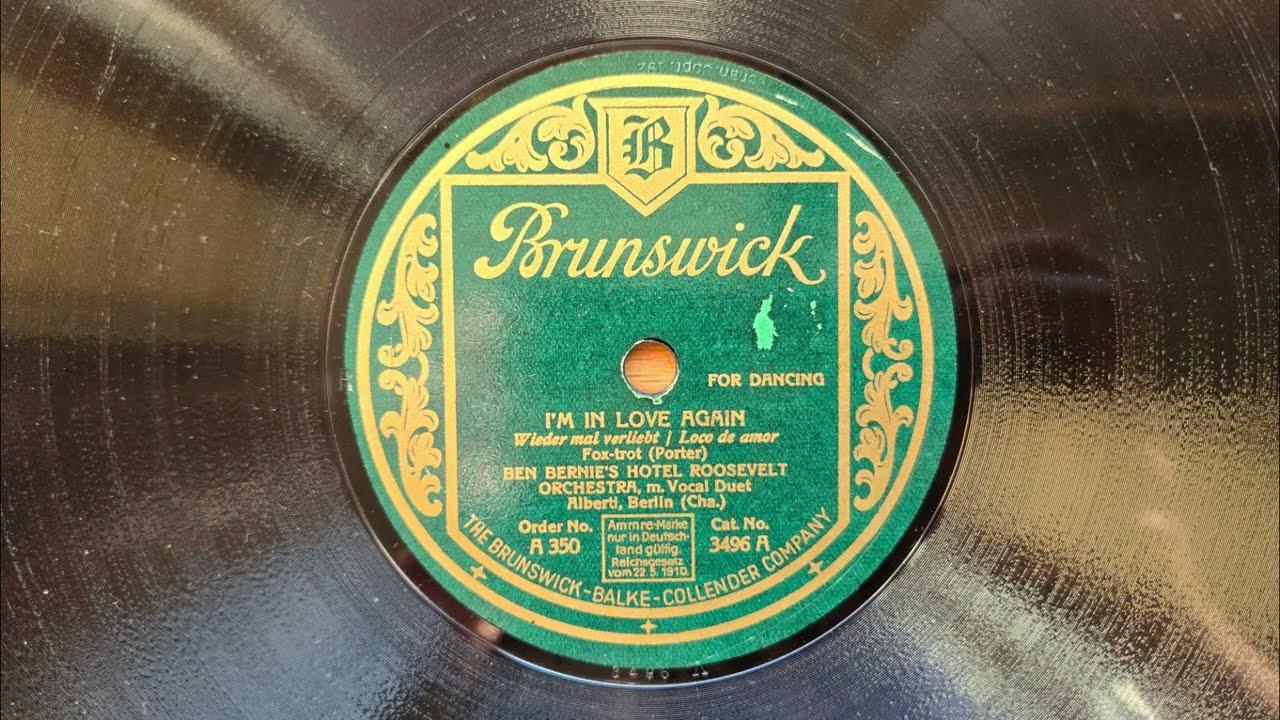 B
Brunswick
FOR DANCING
I'M IN LOVE AGAIN
Wieder mal verliebt / Loco de amor
Fox-trot (Porter)
BEN BERNIE'S HOTEL ROOSEVELT
ORCHESTRA, m. Vocal Duet
Alberti, Berlin (Cha.)
Order No.
A 350
Ammre-Marke
nur in Deutsch-
land gültig.
Reichsgesetz
vom 22.5.1910.
Cat. No.
3496 A
THE BRUNSWICK-BALKE-COLLENDER COMPANY
3496 A